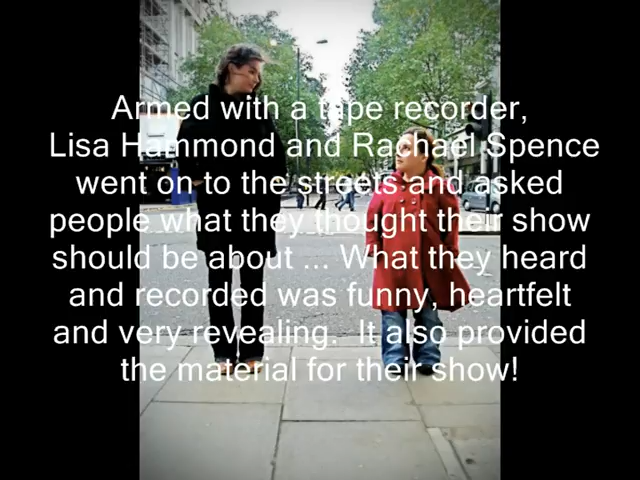 Armed with a tape recorder,
Lisa Hammond and Rachael Spence
went on to the streets and asked
people what they thought their show
should be about ... What they heard
and recorded was funny, heartfelt
and very revealing.  It also provided
the material for their show!